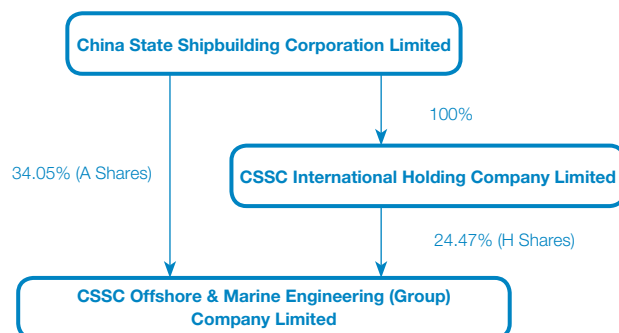 China State Shipbuilding Corporation Limited
100%
34.05% (A Shares)
CSSC International Holding Company Limited
24.47% (H Shares)
CSSC Offshore & Marine Engineering (Group)
Company Limited